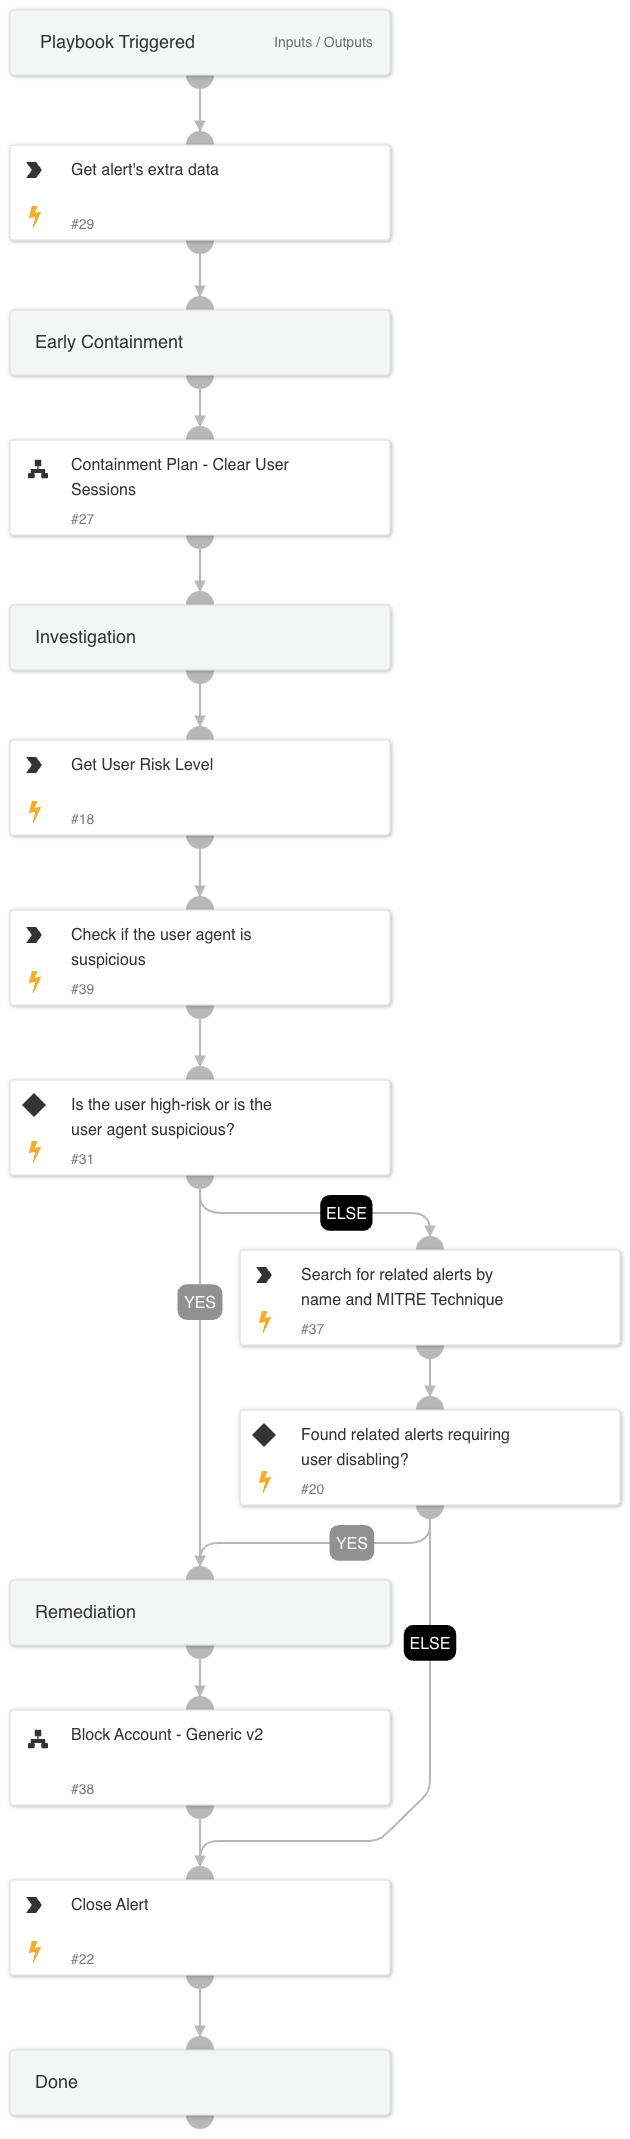 Playbook Triggered
Inputs / Outputs
Get alert's extra data
#29
Early Containment
Containment Plan - Clear User
Sessions
#27
Investigation
Get User Risk Level
#18
Check if the user agent is
suspicious
#39
Is the user high-risk or is the
user agent suspicious?
#31
ELSE
YES
Search for related alerts by
name and MITRE Technique
#37
Found related alerts requiring
user disabling?
#20
YES
Remediation
ELSE
Block Account - Generic v2
#38
Close Alert
#22
Done